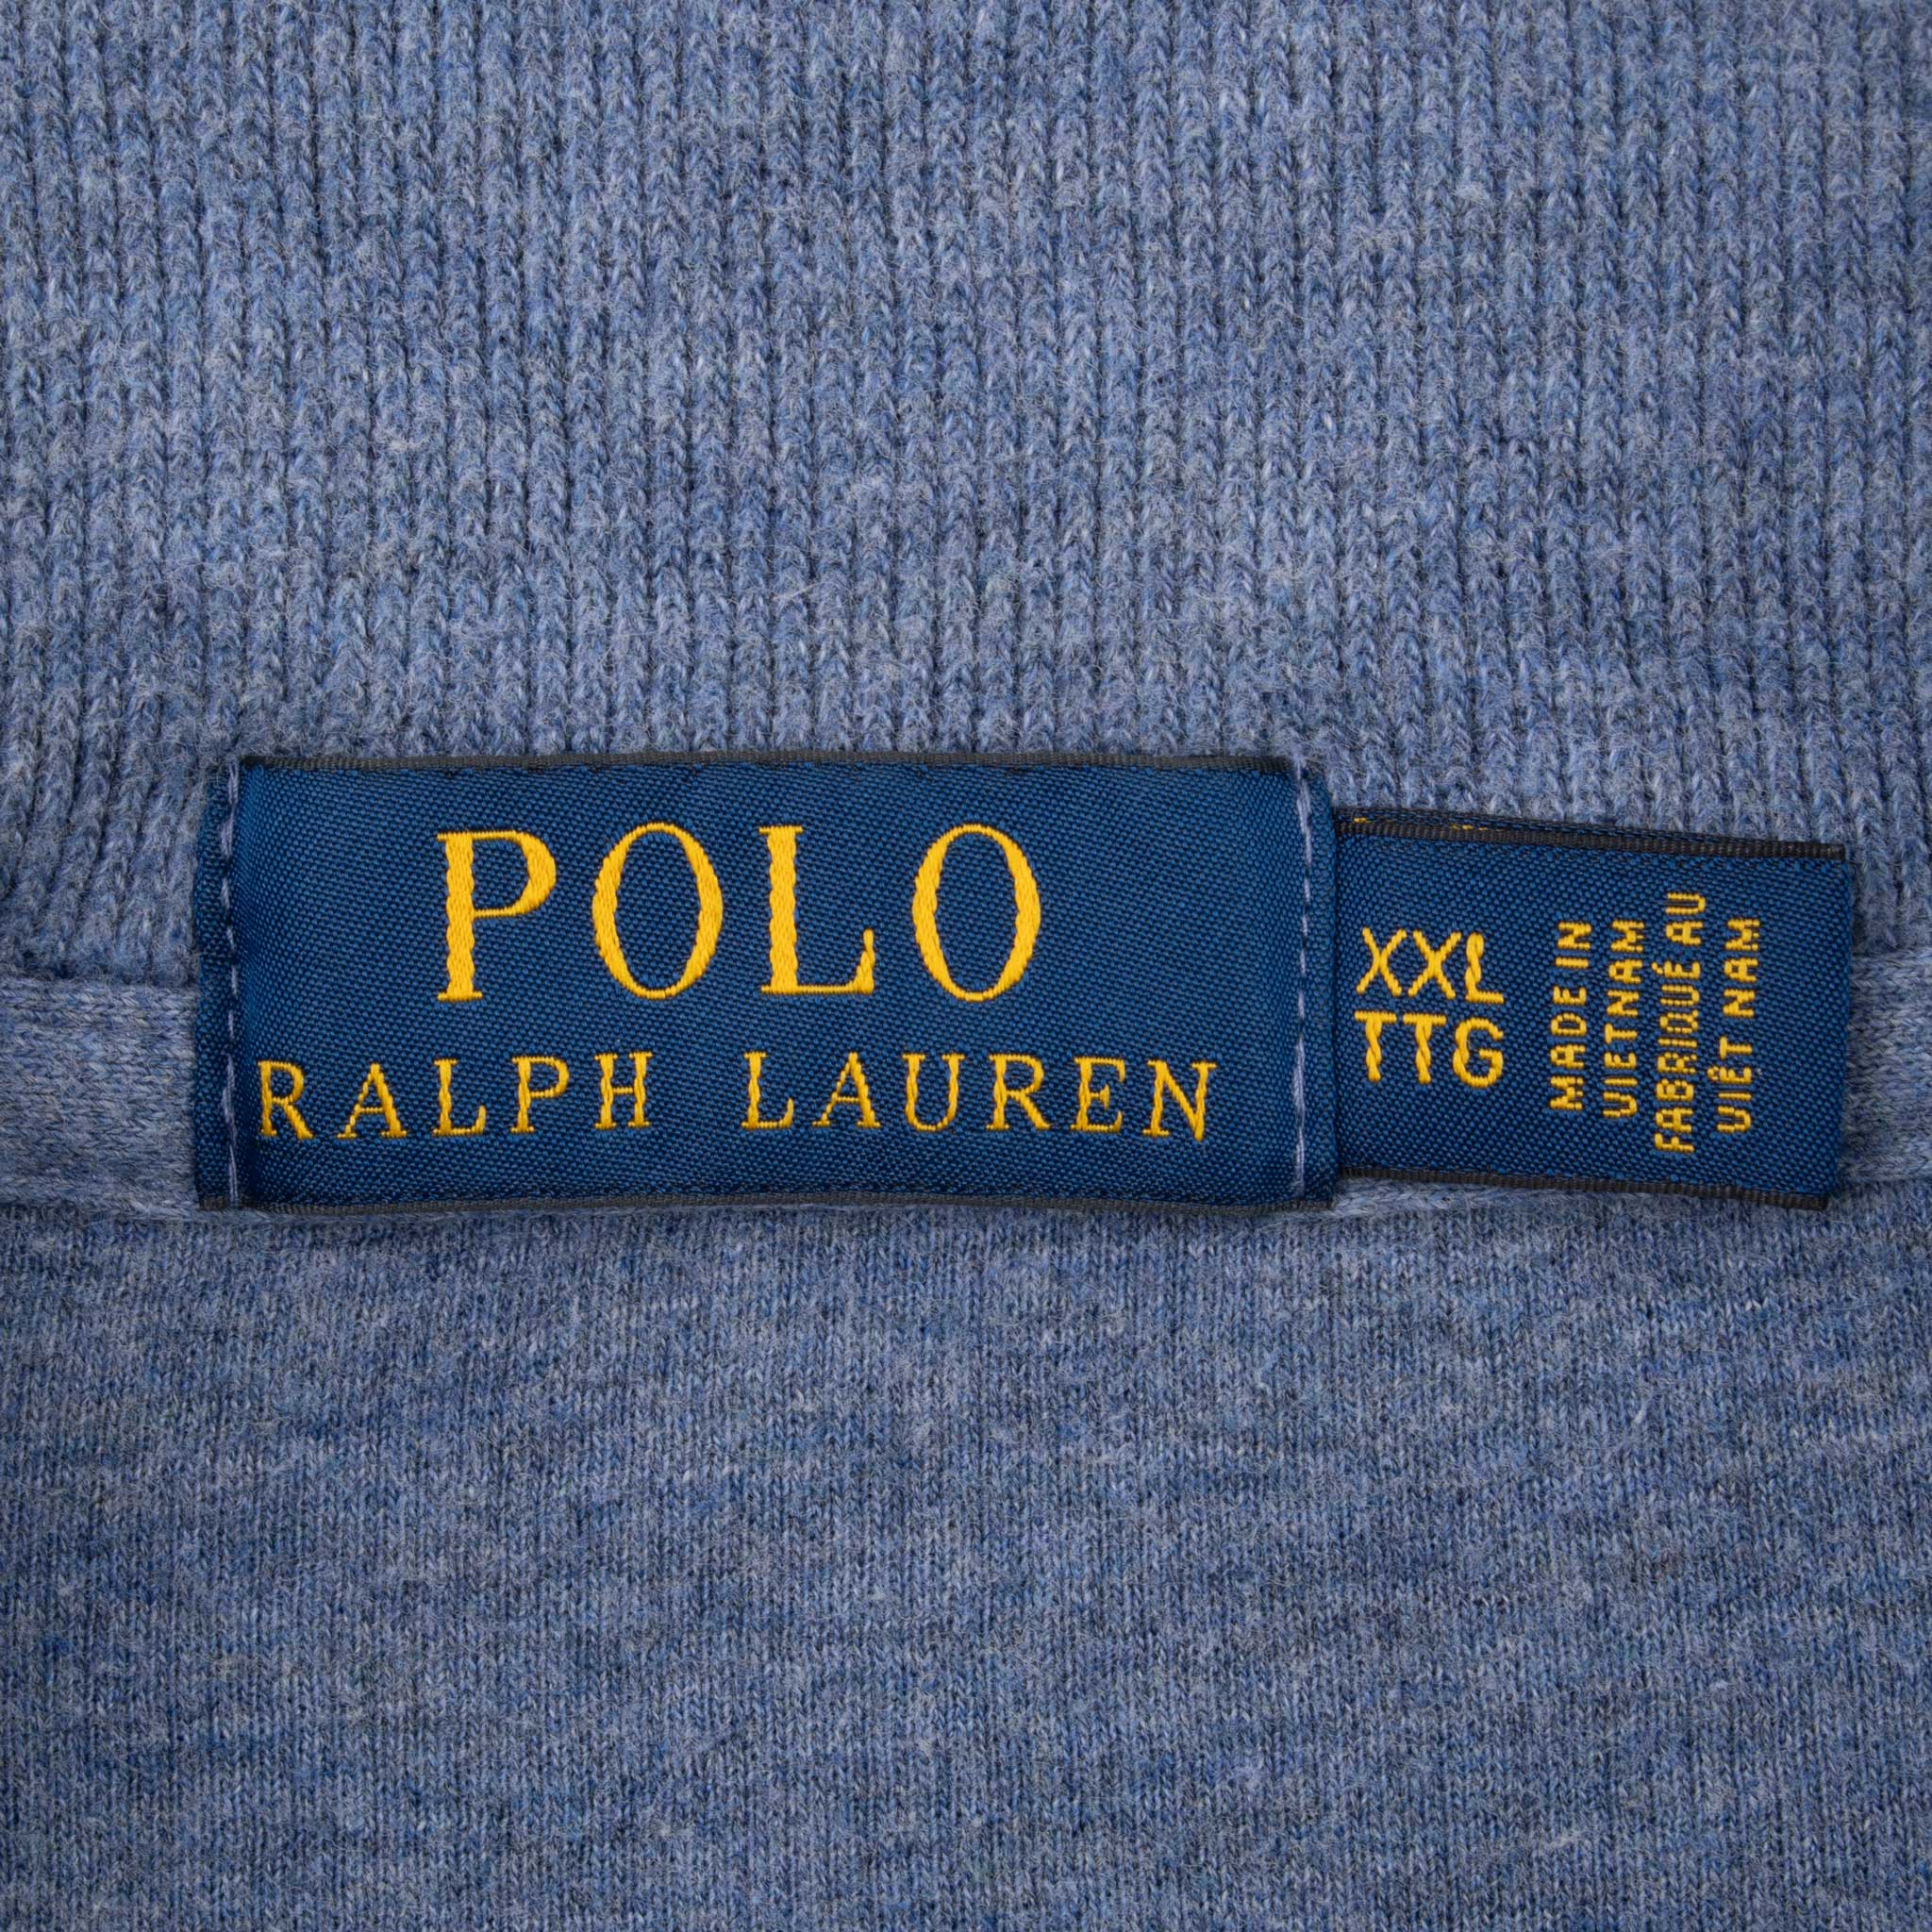 POLO
RALPH LAUREN
XXL
TTG
MADE IN
VIETNAM
FABRIQUÉ AU
VIÊT NAM